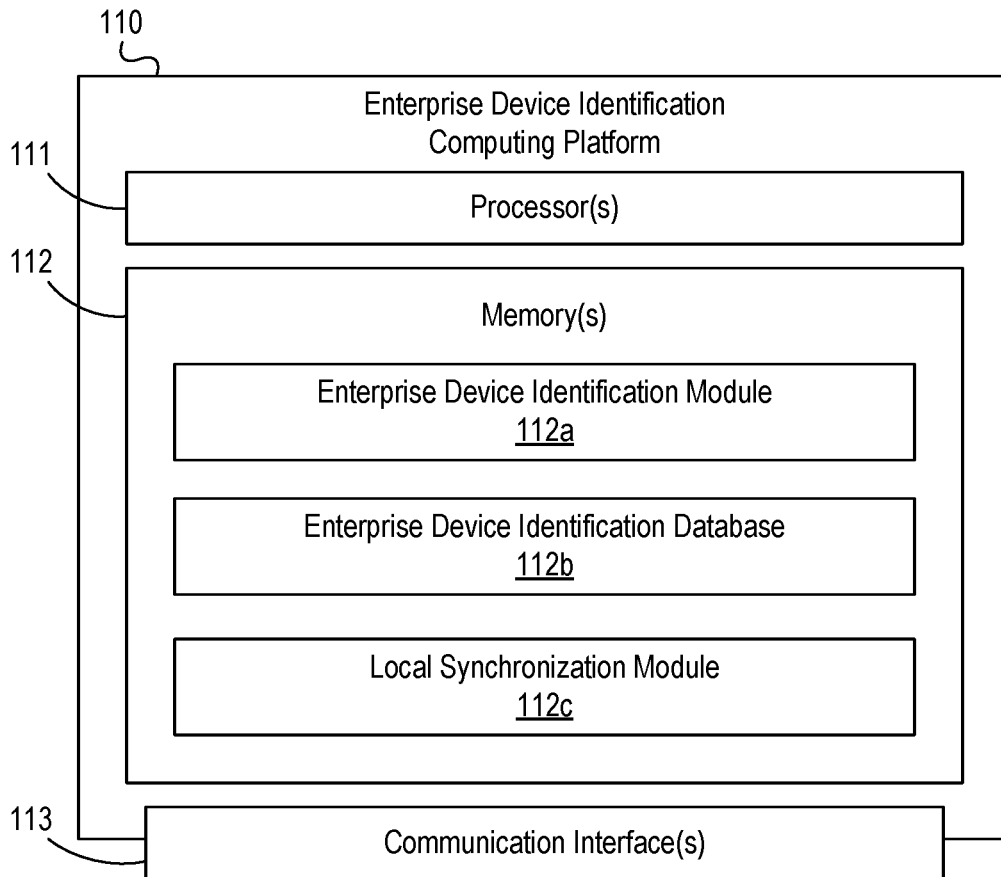 110
Enterprise Device Identification
Computing Platform
111
Processor(s)
112
Memory(s)
Enterprise Device Identification Module
112a
Enterprise Device Identification Database
112b
Local Synchronization Module
112c
113
Communication Interface(s)